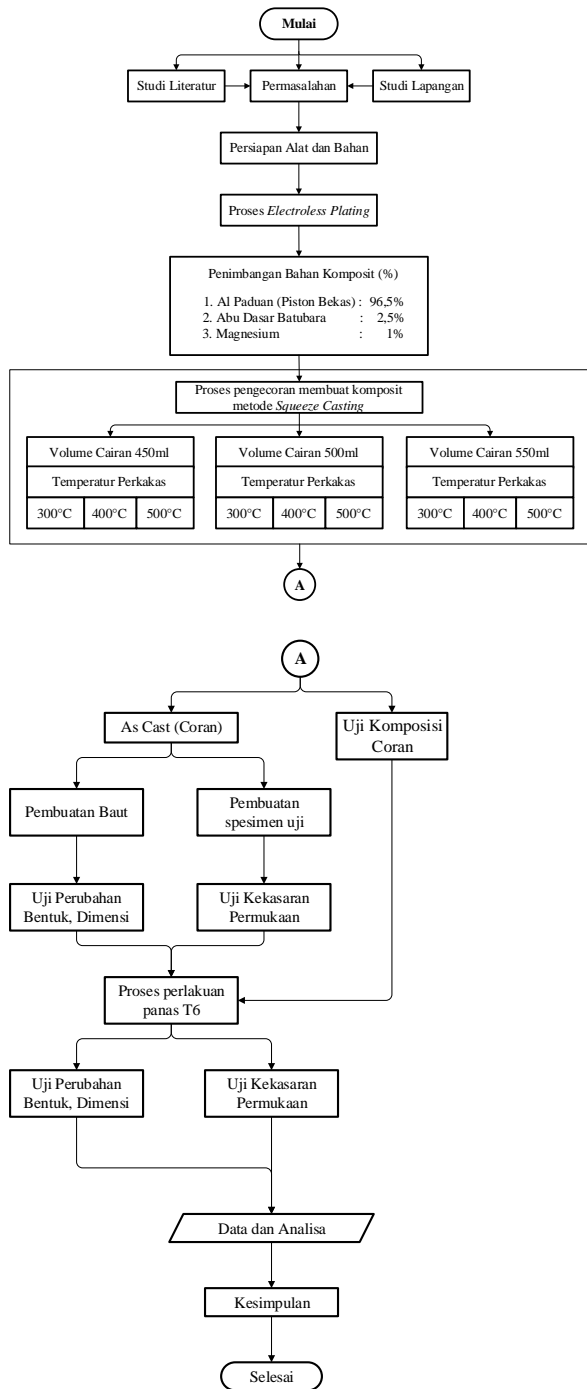 Mulai
Studi Literatur
Permasalahan
Studi Lapangan
Persiapan Alat dan Bahan
Proses Electroless Plating
Penimbangan Bahan Komposit (%)
1. Al Paduan (Piston Bekas) : 96,5%
2. Abu Dasar Batubara : 2,5%
3. Magnesium : 1%
Proses pengecoran membuat komposit
metode Squeeze Casting
Volume Cairan 450ml
Temperatur Perkakas
300°C 400°C 500°C
Volume Cairan 500ml
Temperatur Perkakas
300°C 400°C 500°C
Volume Cairan 550ml
Temperatur Perkakas
300°C 400°C 500°C
A
A
As Cast (Coran)
Uji Komposisi
Coran
Pembuatan Baut
Pembuatan
spesimen uji
Uji Perubahan
Bentuk, Dimensi
Uji Kekasaran
Permukaan
Proses perlakuan
panas T6
Uji Perubahan
Bentuk, Dimensi
Uji Kekasaran
Permukaan
Data dan Analisa
Kesimpulan
Selesai